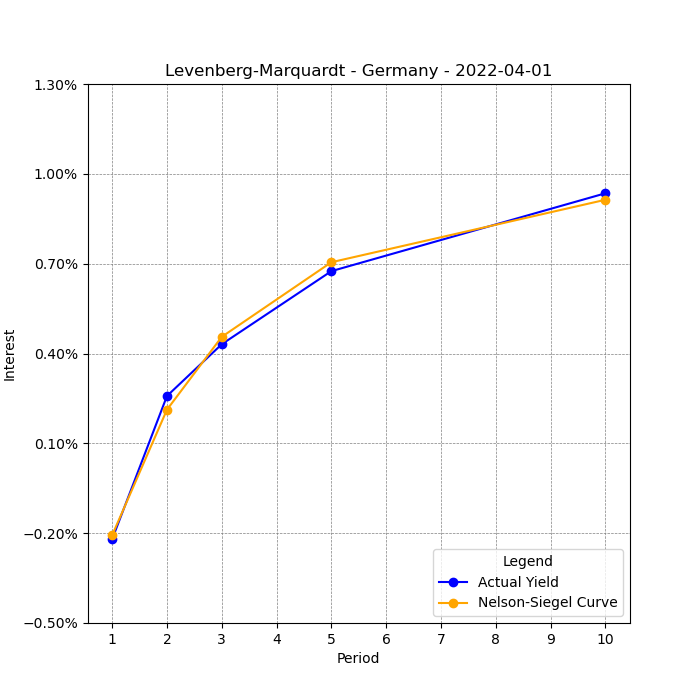 Levenberg-Marquardt - Germany - 2022-04-01
1.30%
1.00%
0.70%
0.40%
0.10%
−0.20%
−0.50%
Interest
1 2 3 4 5 6 7 8 9 10
Period
Legend
Actual Yield
Nelson-Siegel Curve